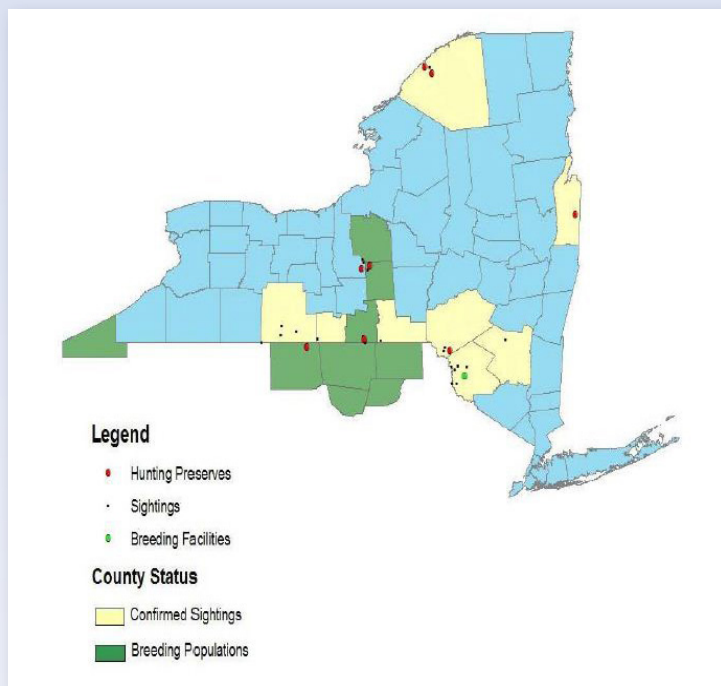 Legend
Hunting Preserves
Sightings
Breeding Facilities
County Status
Confirmed Sightings
Breeding Populations